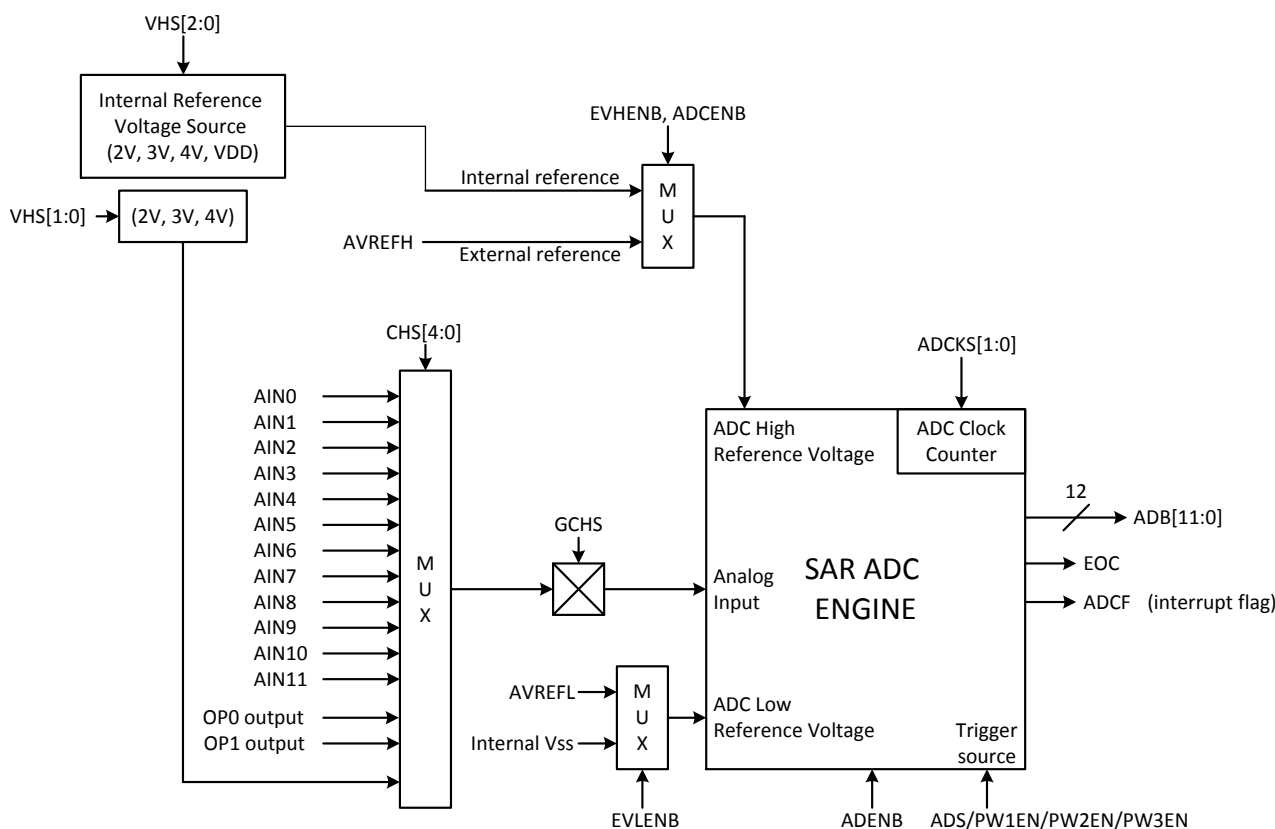 VHS[2:0]
Internal Reference
Voltage Source
(2V, 3V, 4V, VDD)
EVHENB, ADCENB
Internal reference
M
U
X
VHS[1:0]
(2V, 3V, 4V)
AVREFH
External reference
CHS[4:0]
ADCKS[1:0]
AIN0
AIN1
AIN2
AIN3
AIN4
AIN5
AIN6
AIN7
AIN8
AIN9
AIN10
AIN11
OP0 output
OP1 output
M
U
X
GCHS
ADC High
Reference Voltage
ADC Clock
Counter
Analog
Input
SAR ADC
ENGINE
12
ADB[11:0]
EOC
ADCF (interrupt flag)
AVREFL
Internal Vss
M
U
X
ADC Low
Reference Voltage
Trigger
source
EVLENB
ADENB
ADS/PW1EN/PW2EN/PW3EN